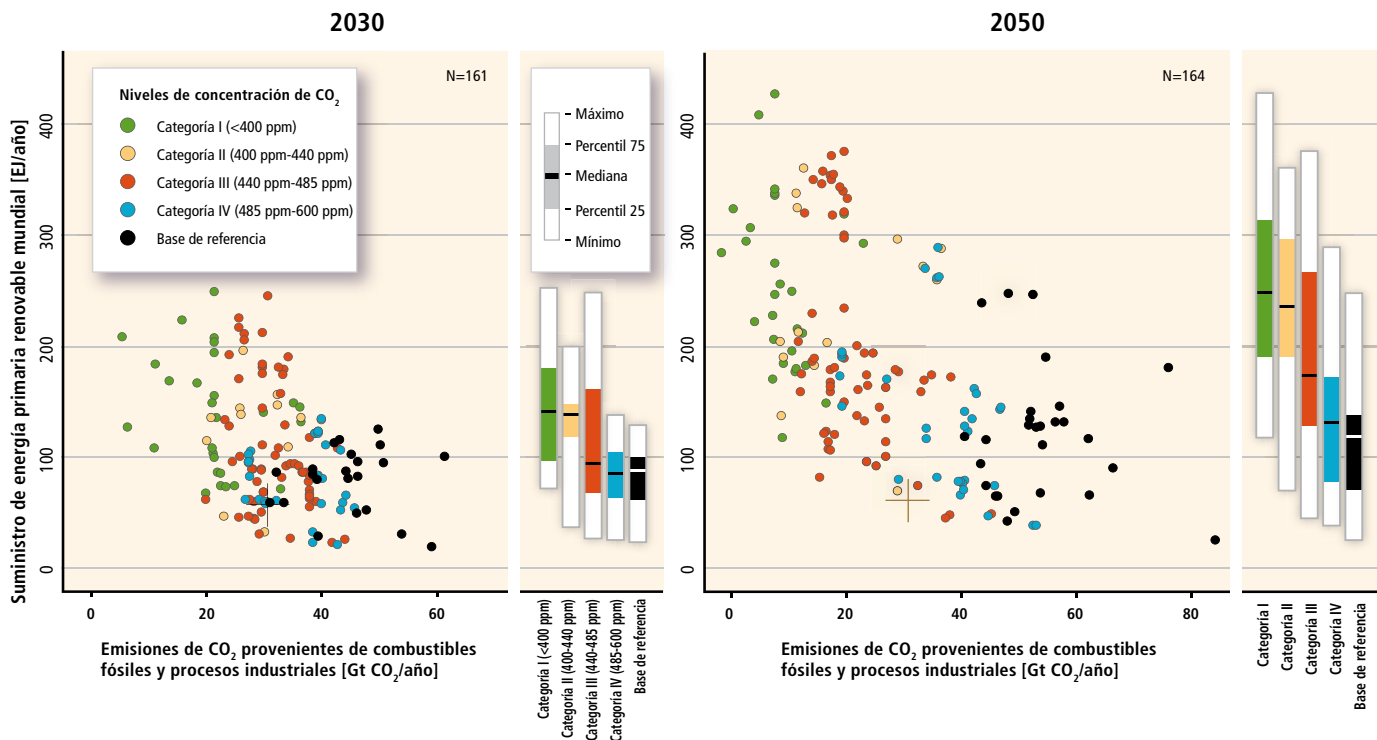 2030
2050
Suministro de energía primaria renovable mundial [EJ/año]
400
300
200
100
0
Niveles de concentración de CO2
Categoría I (<400 ppm)
Categoría II (400 ppm-440 ppm)
Categoría III (440 ppm-485 ppm)
Categoría IV (485 ppm-600 ppm)
Base de referencia
N=161
0
20
40
60
Emisiones de CO2 provenientes de combustibles
fósiles y procesos industriales [Gt CO2/año]
Máximo
Percentil 75
Mediana
Percentil 25
Mínimo
Categoría I (<400 ppm)
Categoría II (400-440 ppm)
Categoría III (440-485 ppm)
Categoría IV (485-600 ppm)
Base de referencia
400
300
200
100
0
N=164
0
20
40
60
80
Emisiones de CO2 provenientes de combustibles
fósiles y procesos industriales [Gt CO2/año]
Categoría I
Categoría II
Categoría III
Categoría IV
Base de referencia